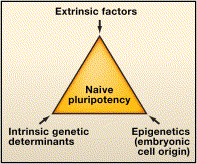 Extrinsic factors
Naive
pluripotency
Intrinsic genetic
determinants
Epigenetics
(embryonic
cell origin)